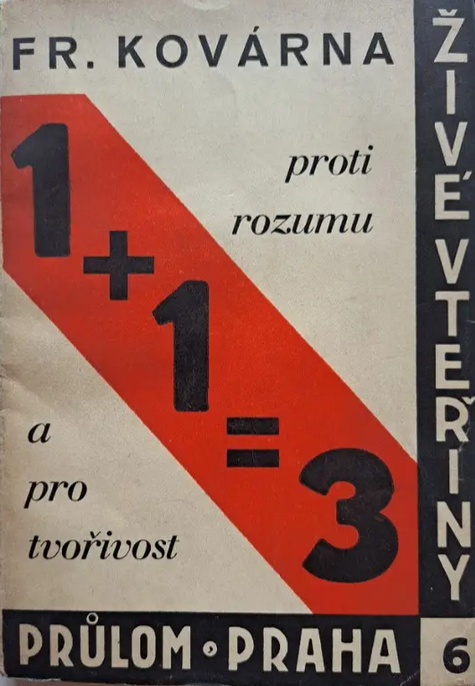 FR. KOVÁRNA
1
+
1
=
3
proti
rozumu
a
pro
tvořivost
ŽIVÉ VTEŘINY
6
PRŮLOM • PRAHA